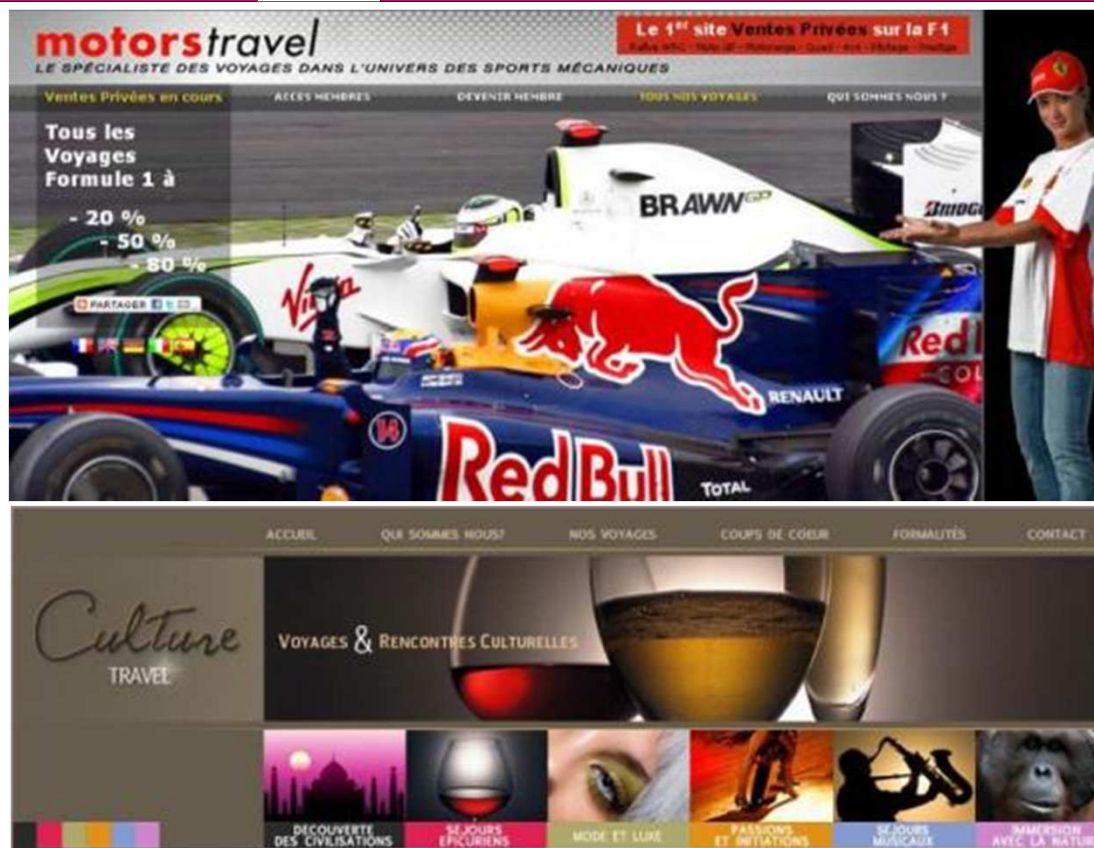 motorstravel
LE SPÉCIALISTE DES VOYAGES DANS L'UNIVERS DES SPORTS MÉCANIQUES
Le 1er site Ventes Privées sur la F1
Ventes Privées en cours
ACCES MEMBRES
DEVENIR MEMBRE
TOUS NOS VOYAGES
QUI SOMMES NOUS ?
Tous les
Voyages
Formule 1 à
- 20 %
- 50 %
- 80 %
PARTAGER
BRAWN GP
Virgin
RENAULT
14
Red Bull
TOTAL
Red
ACCUEIL
QUI SOMMES NOUS?
NOS VOYAGES
COUPS DE COEUR
FORMALITÉS
CONTACT
Culture
TRAVEL
VOYAGES & RENCONTRES CULTURELLES
DECOUVERTE
DES CIVILISATIONS
SEJOURS
EPICURIENS
MODE ET LUXE
PASSIONS
ET INITIATIONS
SEJOURS
MUSICAUX
IMMERSION
AVEC LA NATURE